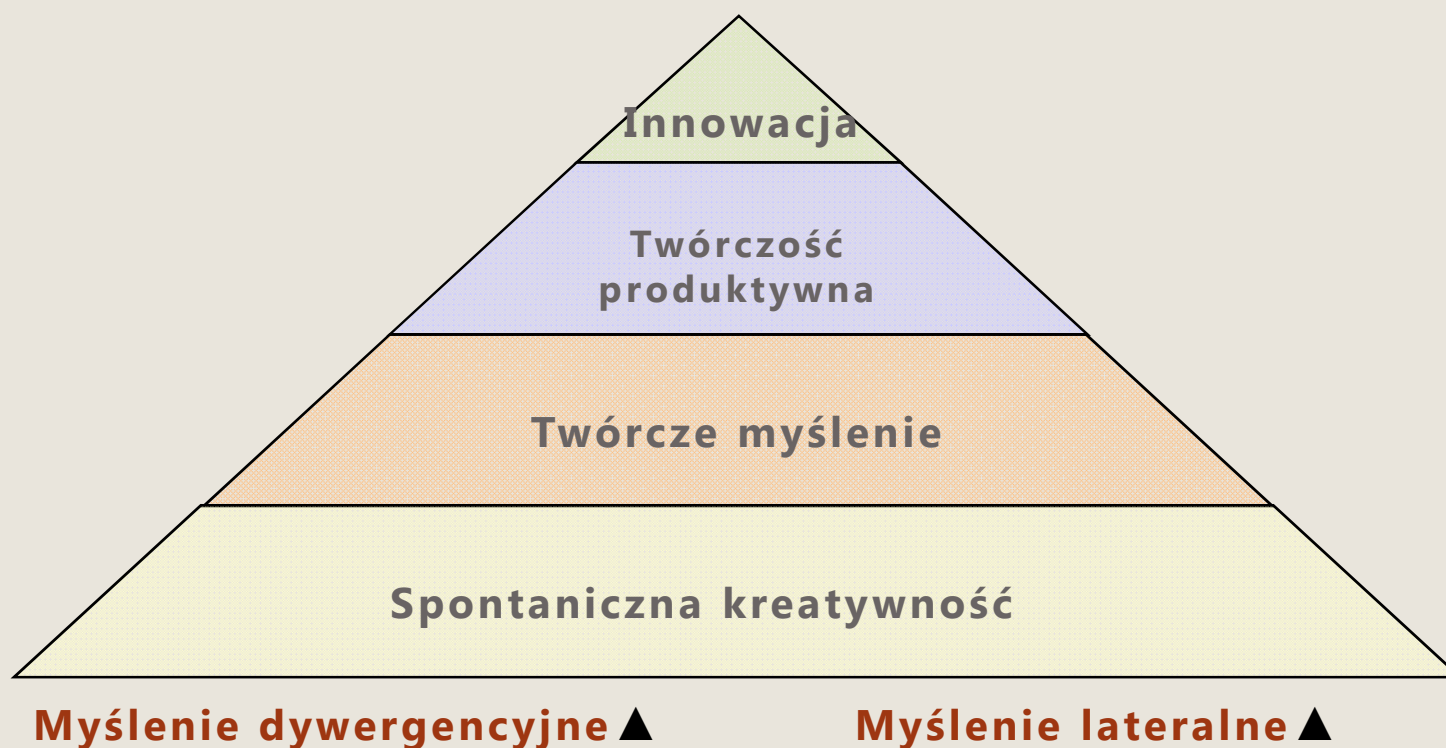 Innowacja
Twórczość
produktywna
Twórcze myślenie
Spontaniczna kreatywność
Myślenie dywergencyjne▲ Myślenie lateralne▲